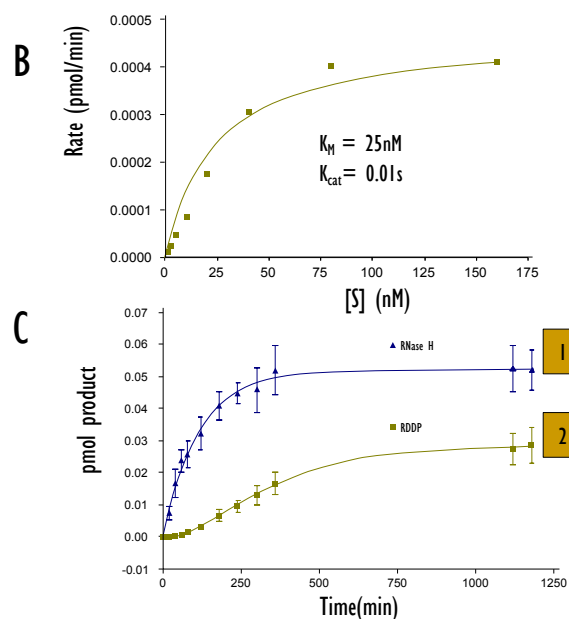 B
Rate (pmol/min)
0.0005
0.0004
0.0003
0.0002
0.0001
0.0000
K_M = 25nM
K_cat = 0.01s
0 25 50 75 100 125 150 175
[S] (nM)
C
pmol product
0.07
0.06
0.05
0.04
0.03
0.02
0.01
0.00
-0.01
RNase H
1
RDDP
2
0 250 500 750 1000 1250
Time(min)